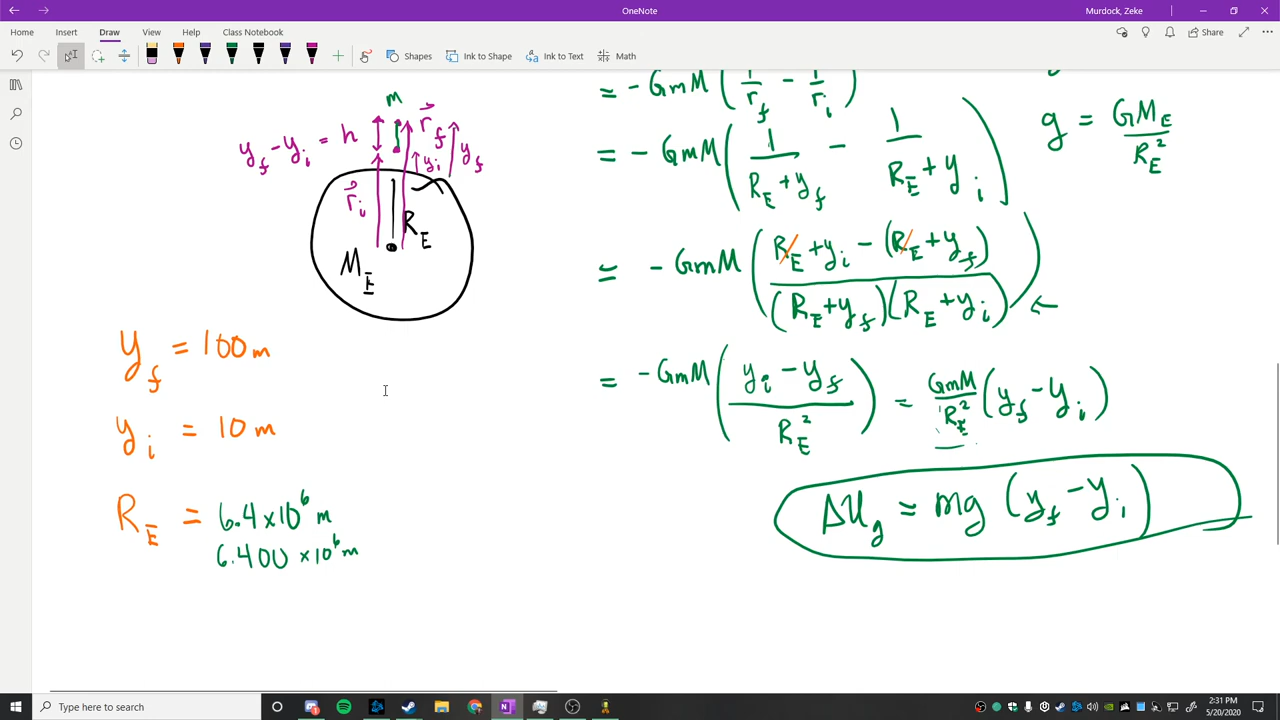 OneNote
Murdock, Zeke
Home Insert Draw View Help Class Notebook
Share
Shapes Ink to Shape Ink to Text Math
m
y_f - y_i = h
r_f
y_i
y_f
r_i
R_E
M_E
y_f = 100 m
y_i = 10 m
R_E = 6.4 × 10^6 m
6.400 × 10^6 m
= -GmM (1/r_f - 1/r_i)
= -GmM (1/(R_E + y_f) - 1/(R_E + y_i))
= -GmM ((R_E + y_i - (R_E + y_f))/((R_E + y_f)(R_E + y_i))) ←
= -GmM ((y_i - y_f)/R_E^2) = GmM/R_E^2 (y_f - y_i)
ΔU_g = mg (y_f - y_i)
g = GM_E/R_E^2
Type here to search
2:31 PM
5/20/2020